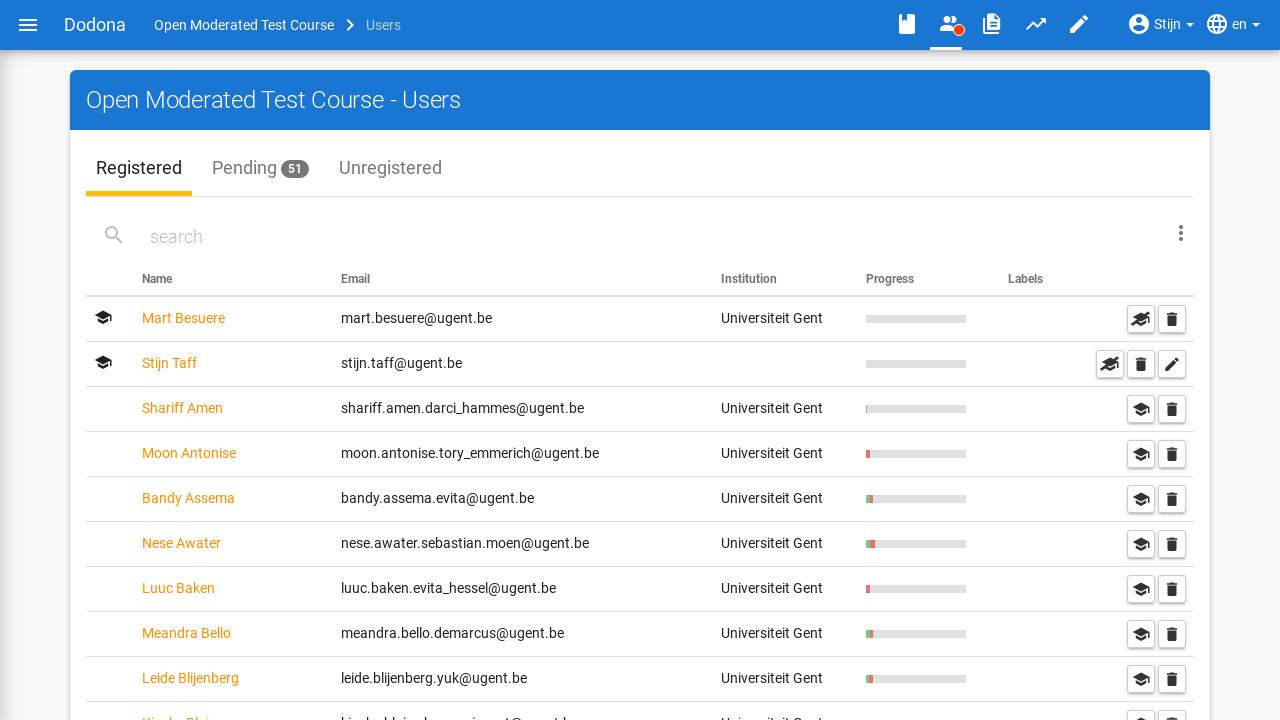 Dodona Open Moderated Test Course Users Stijn en
Open Moderated Test Course - Users
Registered Pending 51 Unregistered
search
Name Email Institution Progress Labels
Mart Besuere mart.besuere@ugent.be Universiteit Gent
Stijn Taff stijn.taff@ugent.be
Shariff Amen shariff.amen.darci_hammes@ugent.be Universiteit Gent
Moon Antonise moon.antonise.tory_emmerich@ugent.be Universiteit Gent
Bandy Assema bandy.assema.evita@ugent.be Universiteit Gent
Nese Awater nese.awater.sebastian.moen@ugent.be Universiteit Gent
Luuc Baken luuc.baken.evita_hessel@ugent.be Universiteit Gent
Meandra Bello meandra.bello.demarcus@ugent.be Universiteit Gent
Leide Blijenberg leide.blijenberg.yuk@ugent.be Universiteit Gent